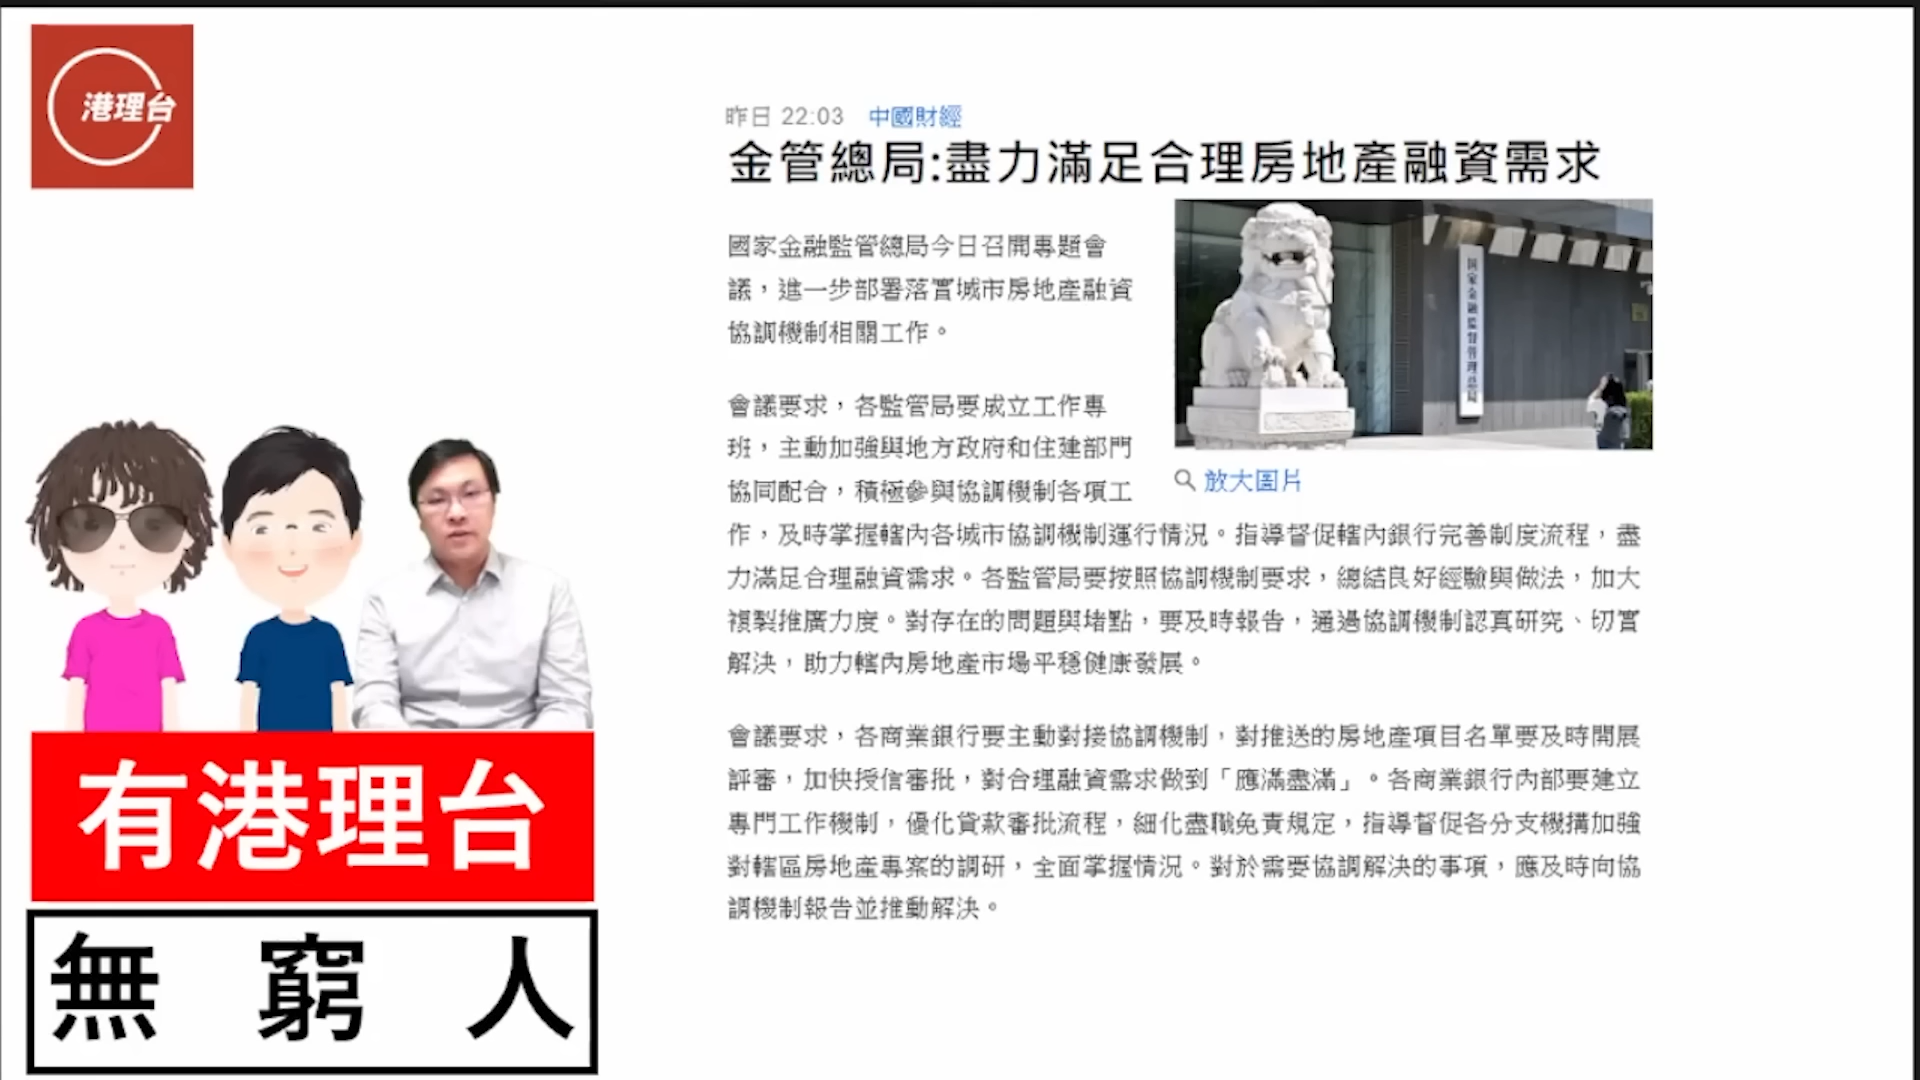 港理台
昨日 22:03 中國財經
金管總局:盡力滿足合理房地產融資需求
國家金融監管總局今日召開專題會
議，進一步部署落實城市房地產融資
協調機制相關工作。
国家金融监督管理总局
放大圖片
會議要求，各監管局要成立工作專
班，主動加強與地方政府和住建部門
協同配合，積極參與協調機制各項工
作，及時掌握轄內各城市協調機制運行情況。指導督促轄內銀行完善制度流程，盡
力滿足合理融資需求。各監管局要按照協調機制要求，總結良好經驗與做法，加大
複製推廣力度。對存在的問題與堵點，要及時報告，通過協調機制認真研究、切實
解決，助力轄內房地產市場平穩健康發展。
會議要求，各商業銀行要主動對接協調機制，對推送的房地產項目名單要及時開展
評審，加快授信審批，對合理融資需求做到「應滿盡滿」。各商業銀行內部要建立
專門工作機制，優化貸款審批流程，細化盡職免責規定，指導督促各分支機構加強
對轄區房地產專案的調研，全面掌握情況。對於需要協調解決的事項，應及時向協
調機制報告並推動解決。
有港理台
無窮人